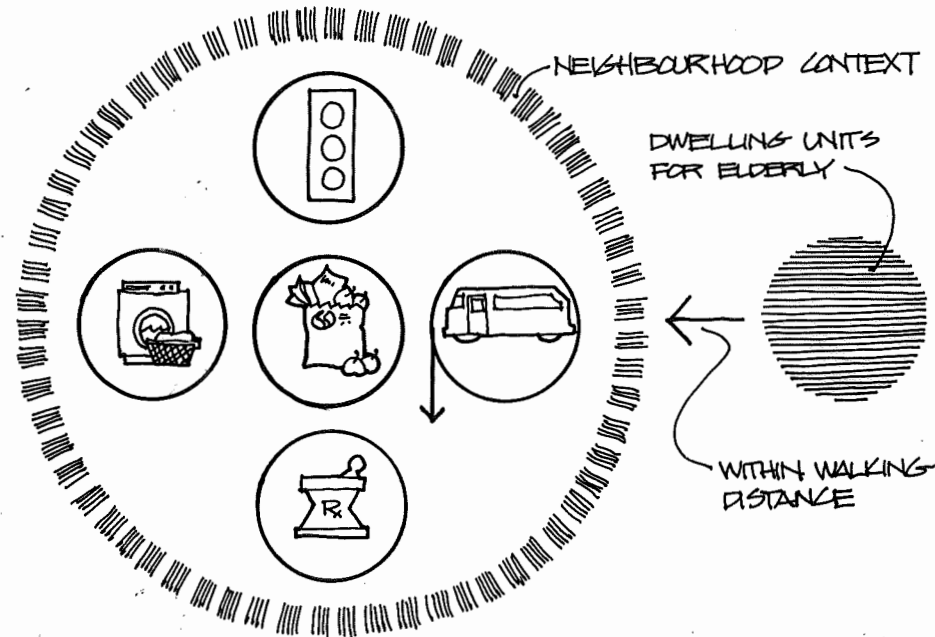 NEIGHBOURHOOD CONTEXT
DWELLING UNITS
FOR ELDERLY
Rx
WITHIN WALKING
DISTANCE